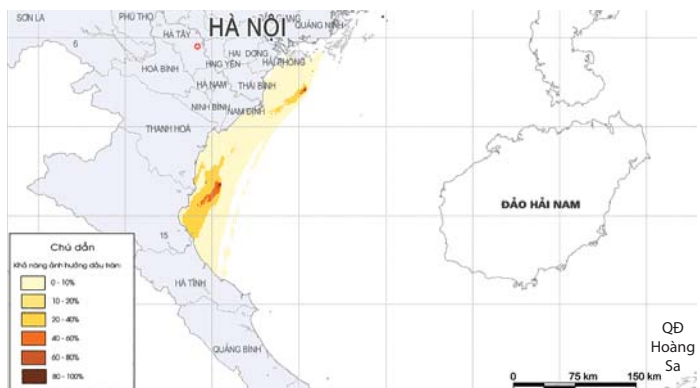 SƠN LA
PHÚ THỌ
HÀ NỘI
QUẢNG NINH
HÀ TÂY
6
HẢI DƠNG
HNG YÊN
HẢI PHÒNG
HOÀ BÌNH
HÀ NAM
THÁI BÌNH
NINH BÌNH
NAM ĐỊNH
THANH HOÁ
ĐẢO HẢI NAM
15
Chú dẫn
Khả năng ảnh hưởng dầu tràn:
0 - 10%
10 - 20%
20 - 40%
40 - 60%
60 - 80%
80 - 100%
HÀ TĨNH
QUẢNG BÌNH
QĐ
Hoàng
Sa
0 75 km 150 km